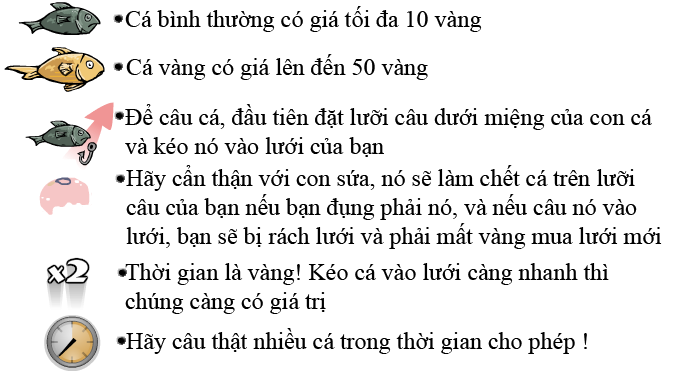 •Cá bình thường có giá tối đa 10 vàng
•Cá vàng có giá lên đến 50 vàng
•Để câu cá, đầu tiên đặt lưỡi câu dưới miệng của con cá
và kéo nó vào lưới của bạn
•Hãy cẩn thận với con sứa, nó sẽ làm chết cá trên lưỡi
câu của bạn nếu bạn đụng phải nó, và nếu câu nó vào
lưới, bạn sẽ bị rách lưới và phải mất vàng mua lưới mới
x2
•Thời gian là vàng! Kéo cá vào lưới càng nhanh thì
chúng càng có giá trị
•Hãy câu thật nhiều cá trong thời gian cho phép !